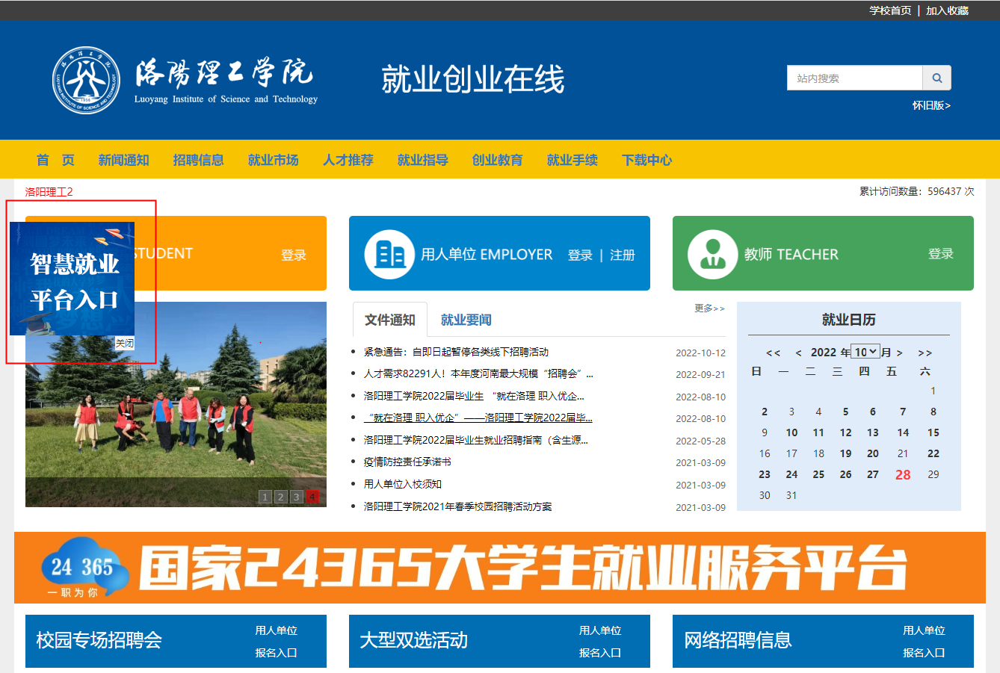 学校首页 | 加入收藏
洛陽理工学院
Luoyang Institute of Science and Technology
就业创业在线
站内搜索
怀旧版>
首 页 新闻通知 招聘信息 就业市场 人才推荐 就业指导 创业教育 就业手续 下载中心
洛阳理工2
累计访问数量：596437 次
智慧就业
平台入口
梦想
关闭
STUDENT 登录
用人单位 EMPLOYER 登录 | 注册
教师 TEACHER 登录
1 2 3 4
文件通知 就业要闻 更多>>
紧急通告：自即日起暂停各类线下招聘活动 2022-10-12
人才需求82291人！本年度河南最大规模“招聘会”... 2022-09-21
洛阳理工学院2022届毕业生 “就在洛理 职入优企... 2022-08-10
“就在洛理 职入优企”——洛阳理工学院2022届毕... 2022-08-10
洛阳理工学院2022届毕业生就业招聘指南（含生源... 2022-05-28
疫情防控责任承诺书 2021-03-09
用人单位入校须知 2021-03-09
洛阳理工学院2021年春季校园招聘活动方案 2021-03-09
就业日历
<< < 2022 年 10 月 > >>
日 一 二 三 四 五 六
1
2 3 4 5 6 7 8
9 10 11 12 13 14 15
16 17 18 19 20 21 22
23 24 25 26 27 28 29
30 31
24 365
一职为你
国家24365大学生就业服务平台
校园专场招聘会
用人单位
报名入口
大型双选活动
用人单位
报名入口
网络招聘信息
用人单位
报名入口